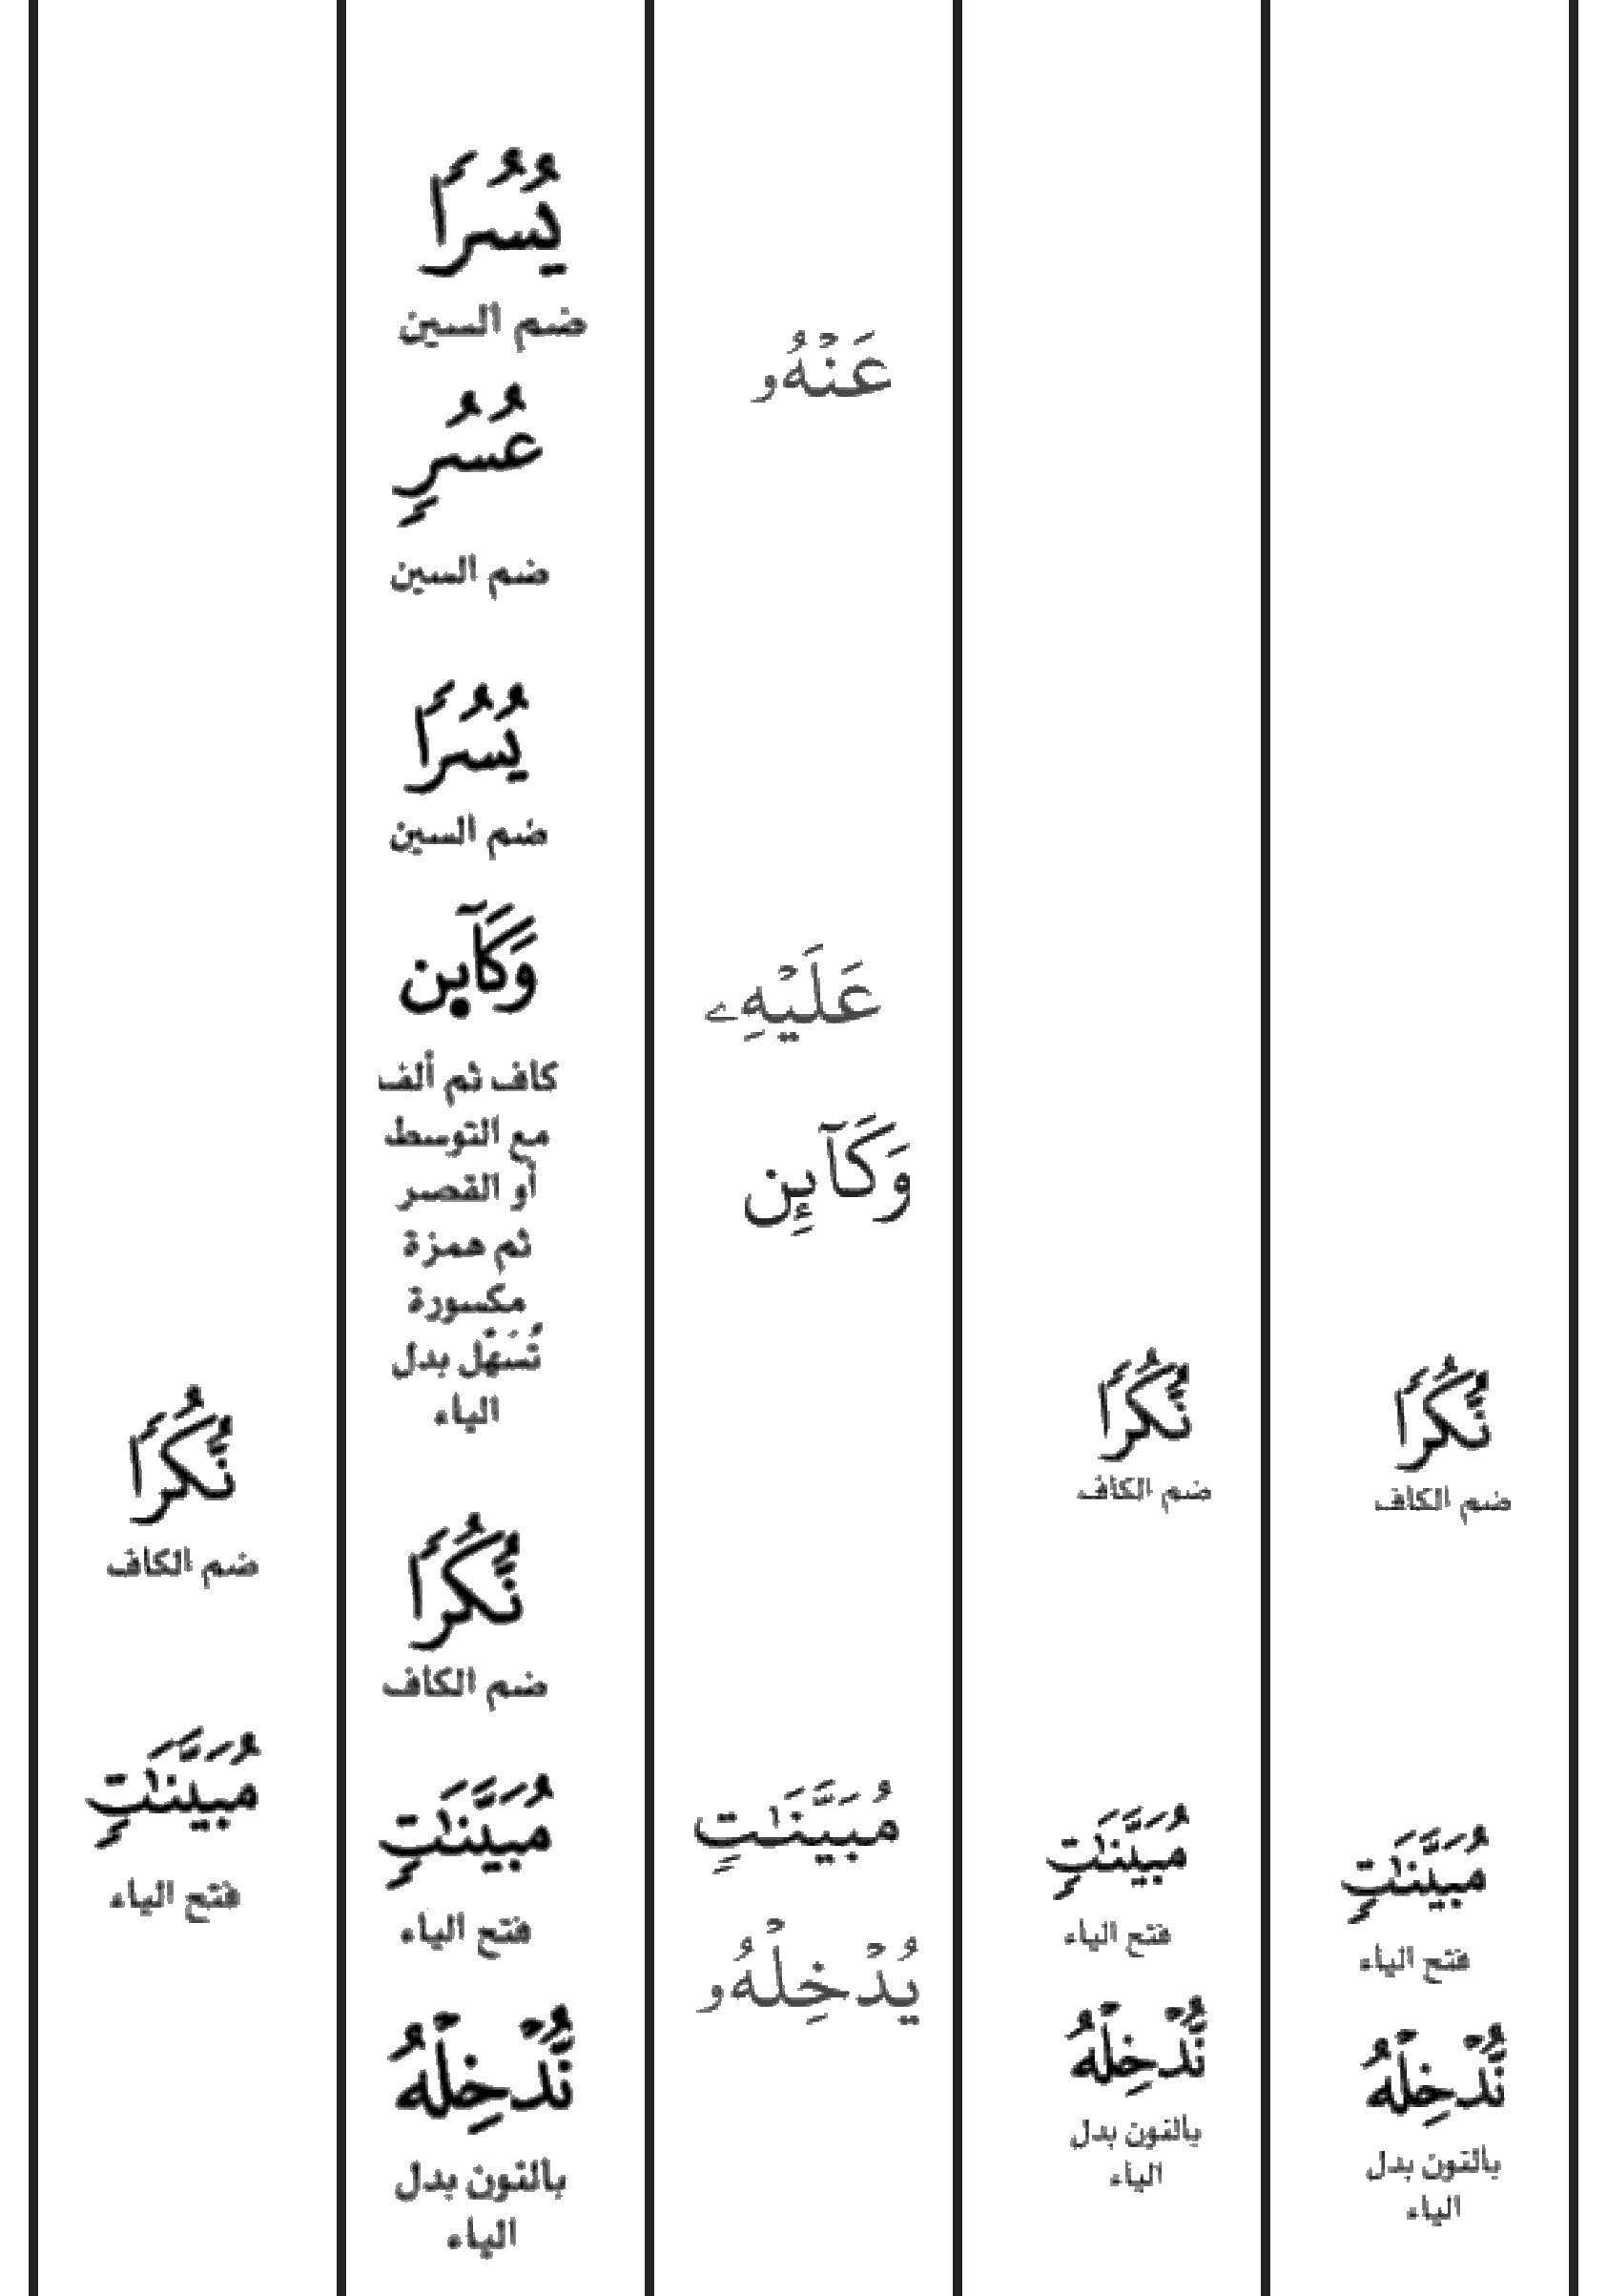 نُّكُرًا
ضم الكاف
مُبَيَّنَٰتٍ
فتح الياء
نُّدْخِلْهُ
بالنون بدل
الياء
نُّكُرًا
ضم الكاف
مُبَيَّنَٰتٍ
فتح الياء
نُّدْخِلْهُ
بالنون بدل
الياء
عَنْهُۥ
عَلَيْهِۦ
وَكَآئِن
مُبَيَّنَٰتٍ
يُدْخِلْهُۥ
يُسُرًا
ضم السين
عُسُرٍ
ضم السين
يُسُرًا
ضم السين
وَكَآىِٕن
كاف ثم ألف
مع التوسط
أو القصر
ثم همزة
مكسورة
تُسَهَّل بدل
الياء
نُّكُرًا
ضم الكاف
مُبَيَّنَٰتٍ
فتح الياء
نُّدْخِلْهُ
بالنون بدل
الياء
نُّكُرًا
ضم الكاف
مُبَيَّنَٰتٍ
فتح الياء